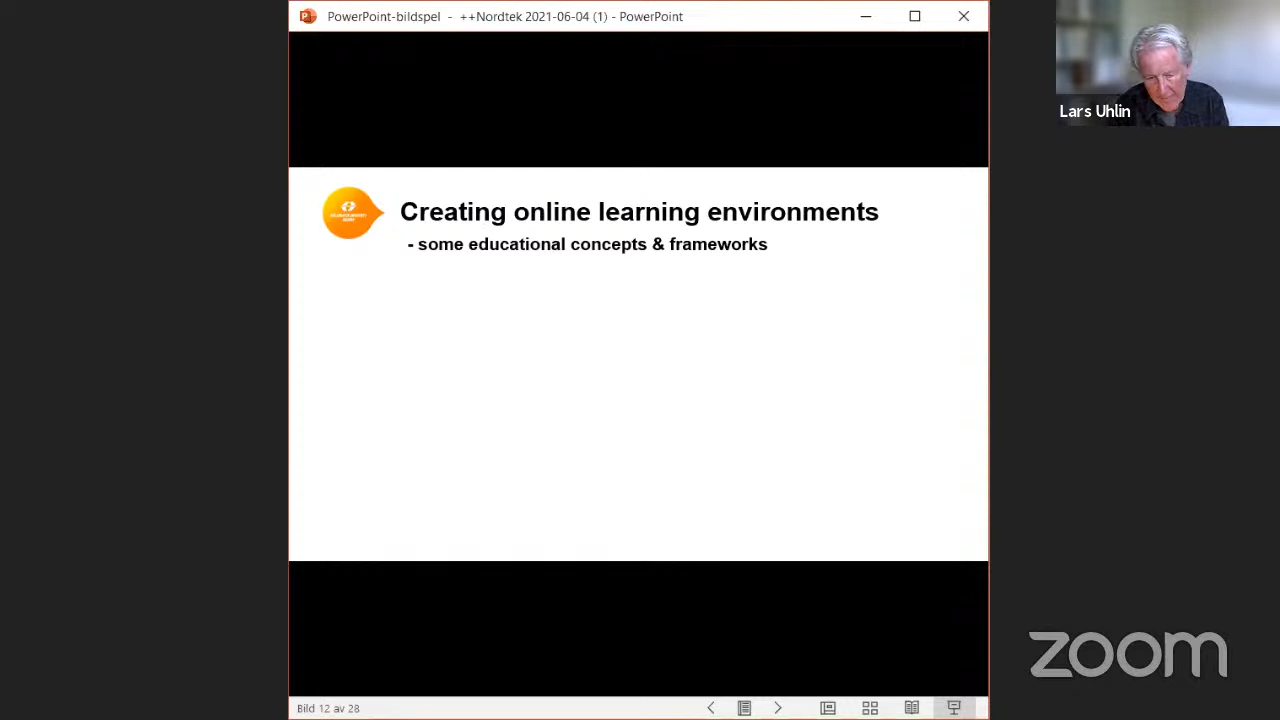 PowerPoint-bildspel - ++Nordtek 2021-06-04 (1) - PowerPoint
Lars Uhlin
Creating online learning environments
- some educational concepts & frameworks
zoom
Bild 12 av 28